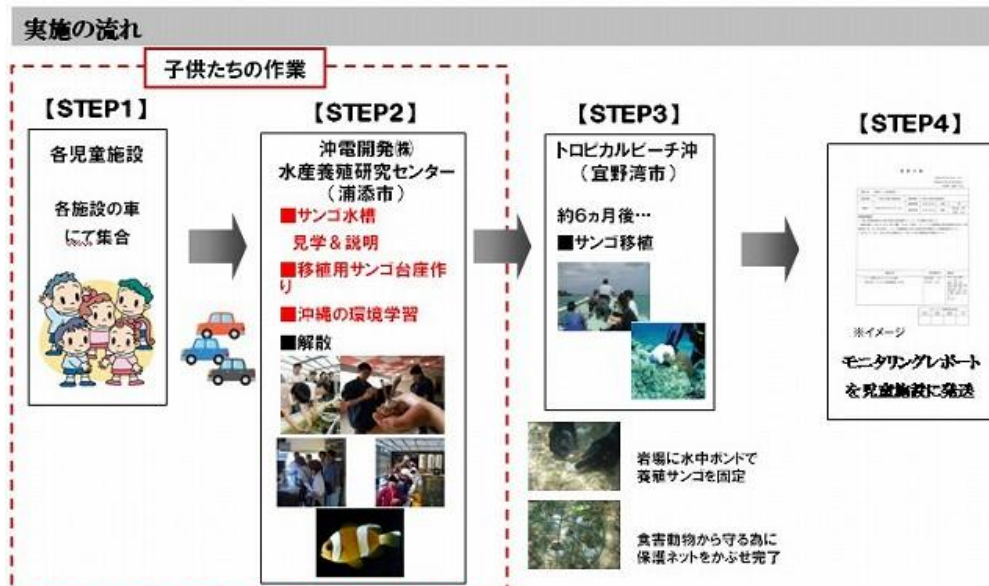 実施の流れ
子供たちの作業
【STEP1】
各児童施設
各施設の車
にて集合
【STEP2】
沖電開発㈱
水産養殖研究センター
(浦添市)
■サンゴ水槽
見学&説明
■移植用サンゴ台座作
り
■沖縄の環境学習
■解散
【STEP3】
トロピカルビーチ沖
(宜野湾市)
約6ヵ月後…
■サンゴ移植
岩場に水中ボンドで
養殖サンゴを固定
食害動物から守る為に
保護ネットをかぶせ完了
【STEP4】
※イメージ
モニタリングレポート
を児童施設に発送